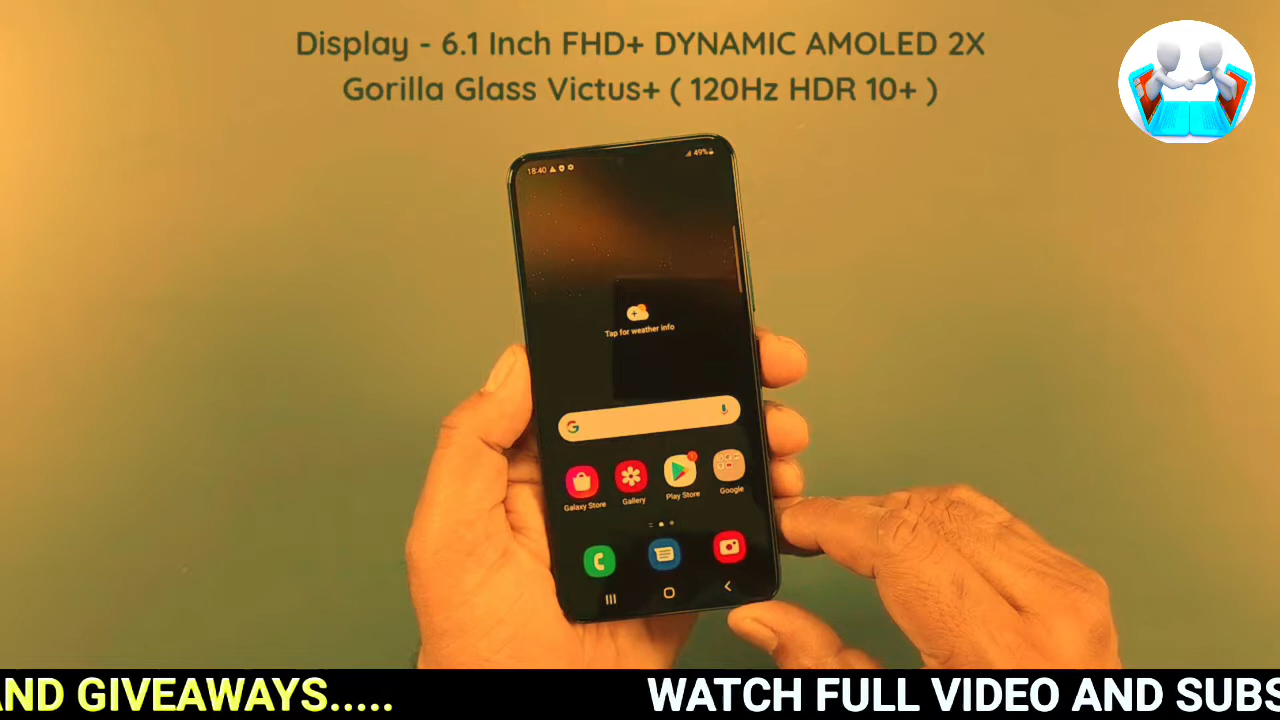 Display - 6.1 Inch FHD+ DYNAMIC AMOLED 2X
Gorilla Glass Victus+ ( 120Hz HDR 10+ )
18:40
49%
Tap for weather info
G
Galaxy Store
Gallery
Play Store
Google
AND GIVEAWAYS..... WATCH FULL VIDEO AND SUBS